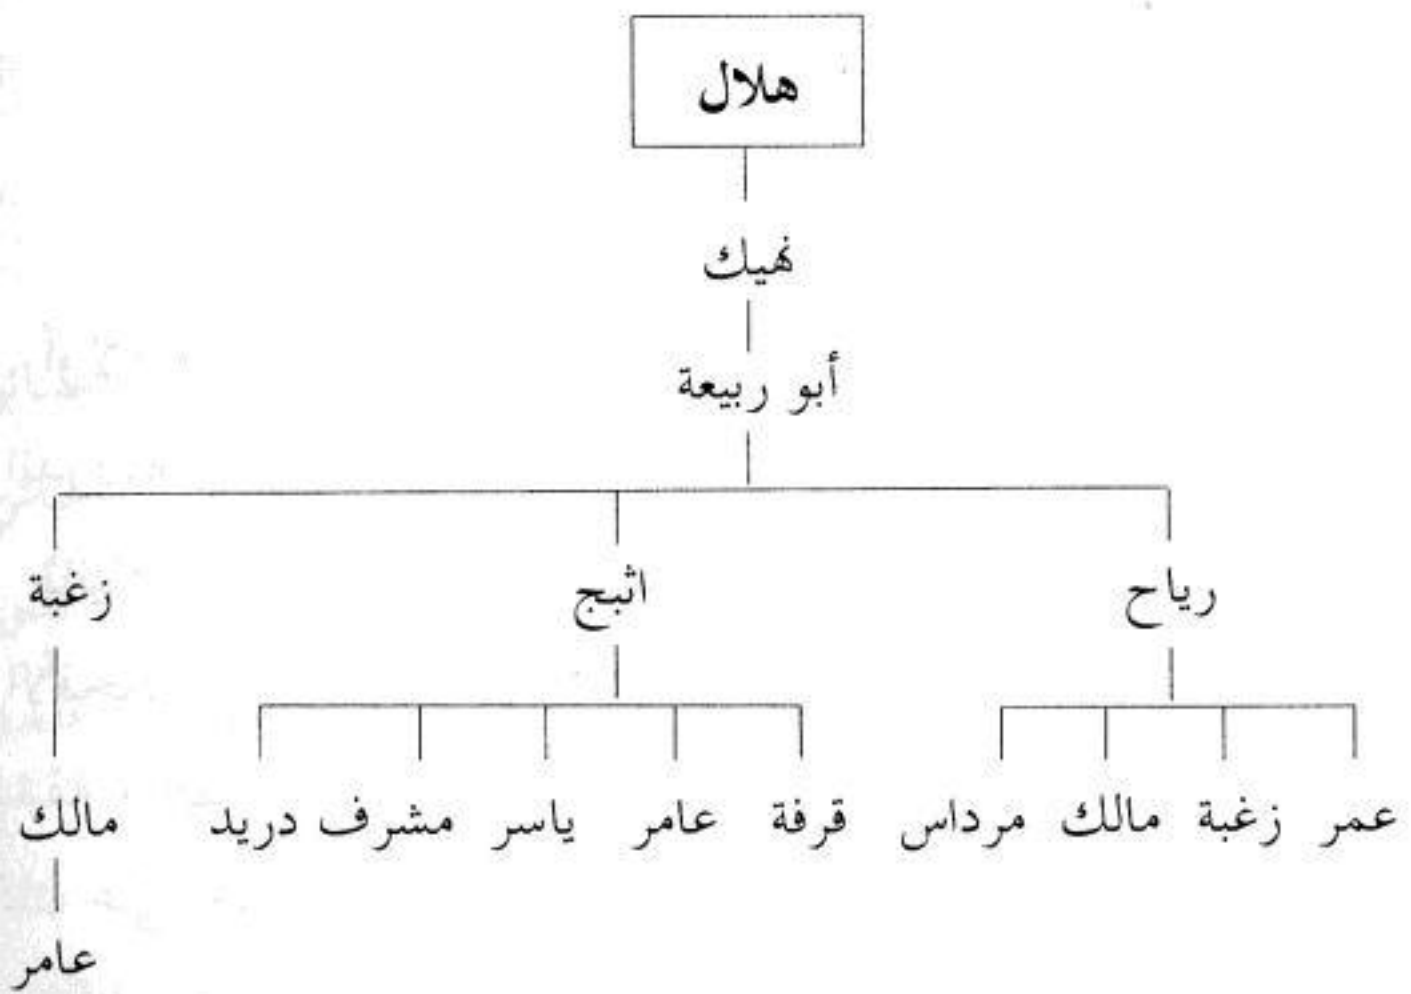 هلال
نهيك
أبو ربيعة
رياح اثبج زغبة
عمر زغبة مالك مرداس قرفة عامر ياسر مشرف دريد مالك
عامر